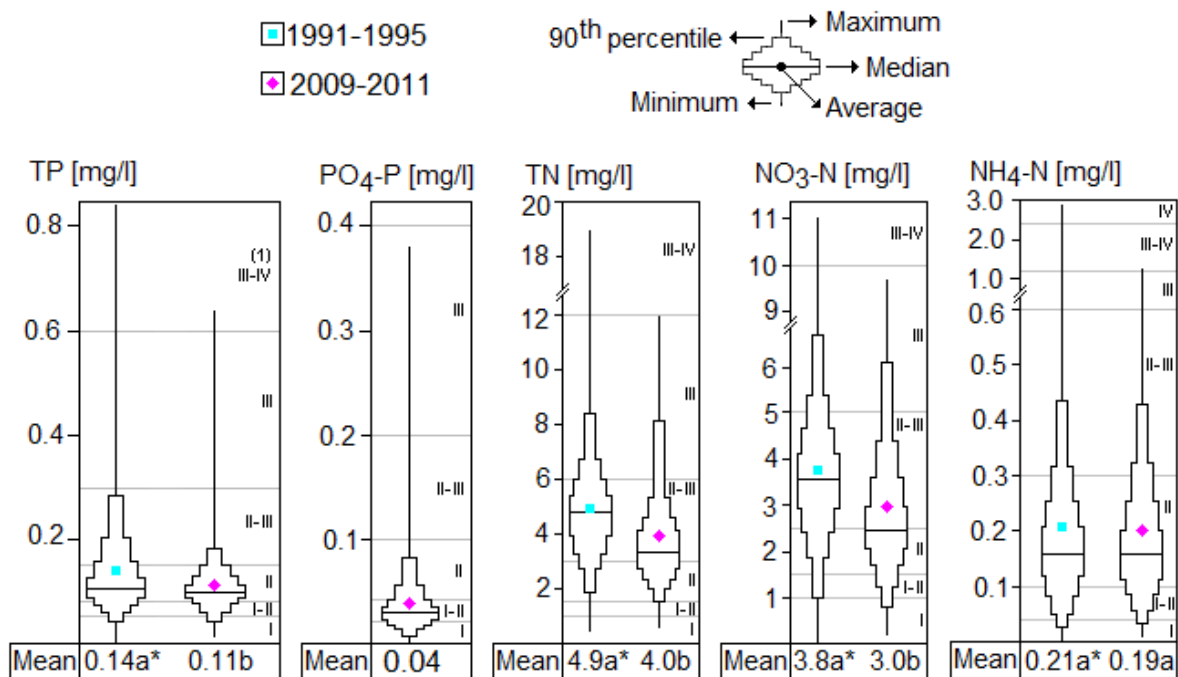 1991-1995
2009-2011
90th percentile
Maximum
Median
Minimum
Average
TP [mg/l]
0.8
0.6
0.4
0.2
(1)
III-IV
III
II-III
II
I-II
I
Mean 0.14a* 0.11b
PO4-P [mg/l]
0.4
0.3
0.2
0.1
III
II-III
II
I-II
I
Mean 0.04
TN [mg/l]
20
18
12
10
8
6
4
2
III-IV
III
II-III
II
I-II
I
Mean 4.9a* 4.0b
NO3-N [mg/l]
11
10
9
6
5
4
3
2
1
III-IV
III
II-III
II
I-II
I
Mean 3.8a* 3.0b
NH4-N [mg/l]
3.0
2.0
1.0
0.6
0.5
0.4
0.3
0.2
0.1
IV
III-IV
III
II-III
II
I-II
I
Mean 0.21a* 0.19a